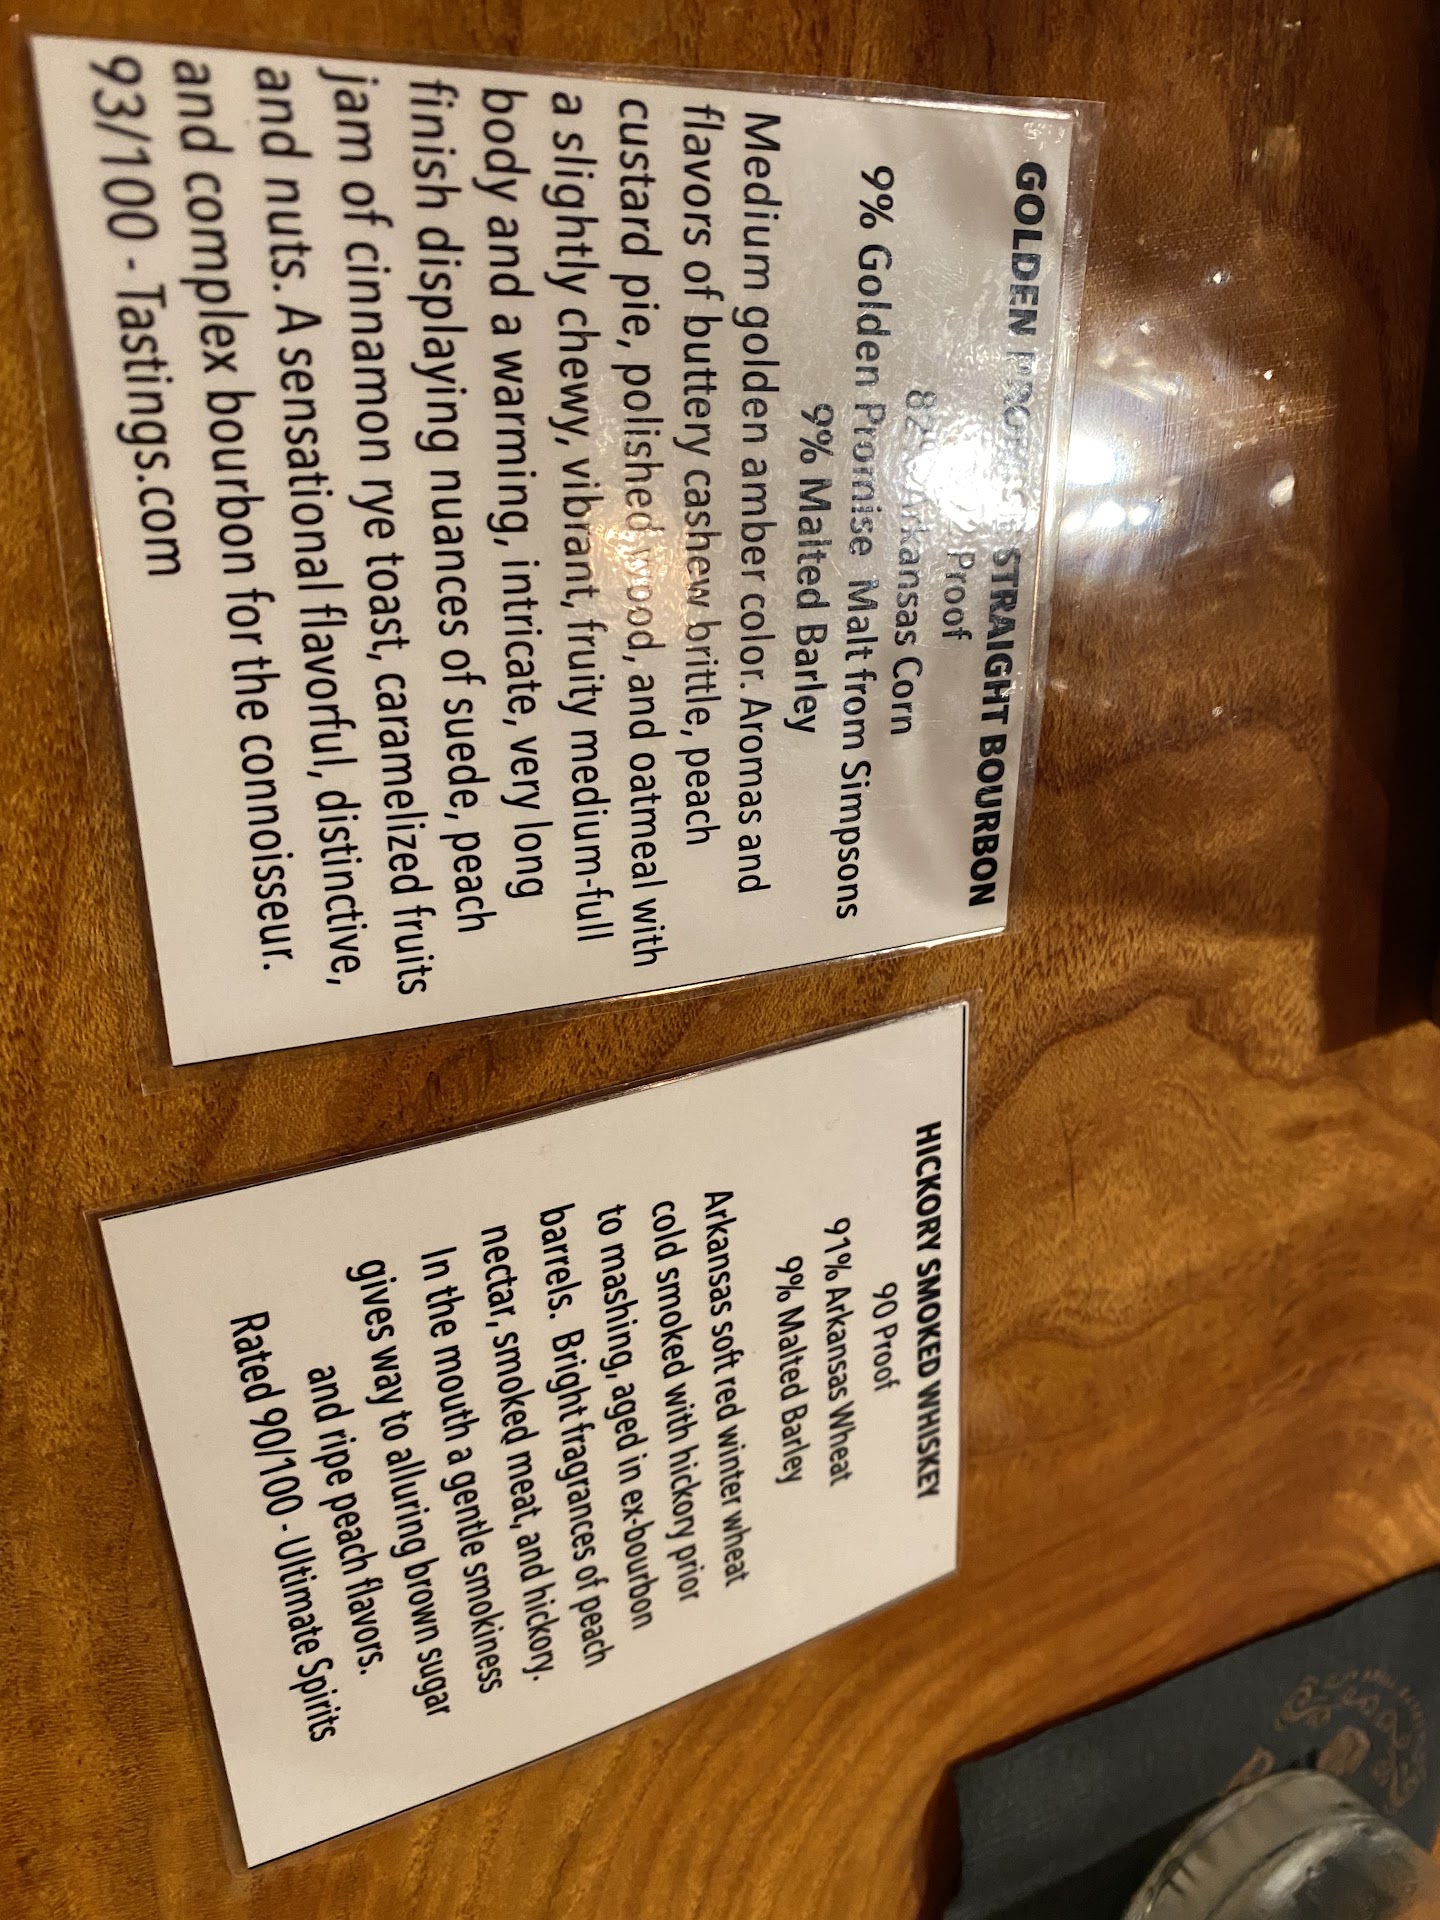 GOLDEN PROMISE STRAIGHT BOURBON
Proof
82% Arkansas Corn
9% Golden Promise Malt from Simpsons
9% Malted Barley
Medium golden amber color. Aromas and
flavors of buttery cashew brittle, peach
custard pie, polished wood, and oatmeal with
a slightly chewy, vibrant, fruity medium-full
body and a warming, intricate, very long
finish displaying nuances of suede, peach
jam of cinnamon rye toast, caramelized fruits
and nuts. A sensational flavorful, distinctive,
and complex bourbon for the connoisseur.
93/100 - Tastings.com
HICKORY SMOKED WHISKEY
90 Proof
91% Arkansas Wheat
9% Malted Barley
Arkansas soft red winter wheat
cold smoked with hickory prior
to mashing, aged in ex-bourbon
barrels. Bright fragrances of peach
nectar, smoked meat, and hickory.
In the mouth a gentle smokiness
gives way to alluring brown sugar
and ripe peach flavors.
Rated 90/100 - Ultimate Spirits